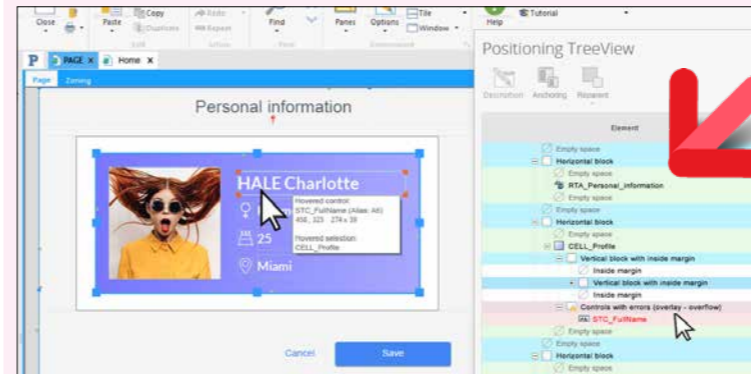 Close
Paste
Copy
Duplicate
Redo
Repeat
Find
Panes
Options
Tile
Window
Help
Tutorial
PAGE x
Home x
Page
Zoning
Personal information
HALE Charlotte
Hovered control:
STC_FullName (Alias: A6)
Hovered selection:
CELL_Profile
25
Miami
Cancel
Save
Positioning TreeView
Description
Anchoring
Reparent
Element
Empty space
Horizontal block
Empty space
RTA_Personal_Information
Empty space
Horizontal block
Empty space
CELL_Profile
Vertical block with inside margin
Inside margin
Vertical block with inside margin
Inside margin
Controls with errors (overlay - overflow)
STC_FullName
Empty space
Empty space
Horizontal block
Empty space